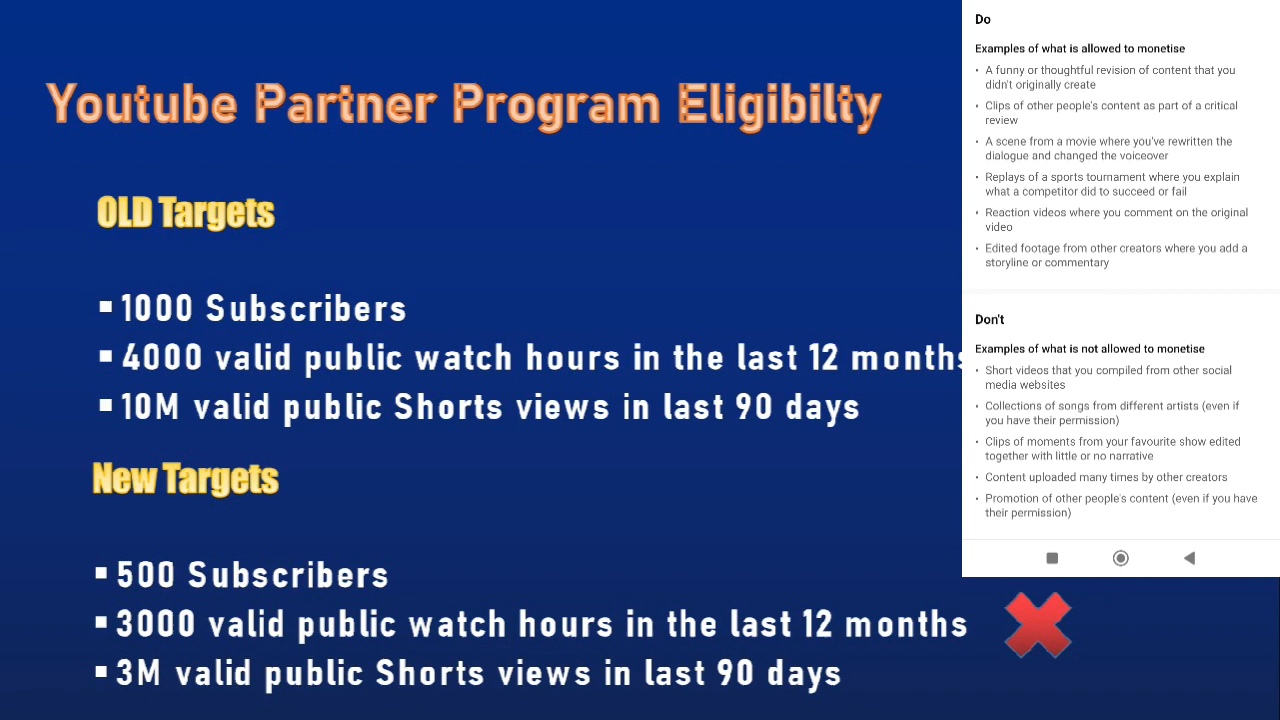 Youtube Partner Program Eligibilty
OLD Targets
▪ 1000 Subscribers
▪ 4000 valid public watch hours in the last 12 months
▪ 10M valid public Shorts views in last 90 days
New Targets
▪ 500 Subscribers
▪ 3000 valid public watch hours in the last 12 months
▪ 3M valid public Shorts views in last 90 days
Do
Examples of what is allowed to monetise
• A funny or thoughtful revision of content that you
didn't originally create
• Clips of other people's content as part of a critical
review
• A scene from a movie where you've rewritten the
dialogue and changed the voiceover
• Replays of a sports tournament where you explain
what a competitor did to succeed or fail
• Reaction videos where you comment on the original
video
• Edited footage from other creators where you add a
storyline or commentary
Don't
Examples of what is not allowed to monetise
• Short videos that you compiled from other social
media websites
• Collections of songs from different artists (even if
you have their permission)
• Clips of moments from your favourite show edited
together with little or no narrative
• Content uploaded many times by other creators
• Promotion of other people's content (even if you have
their permission)